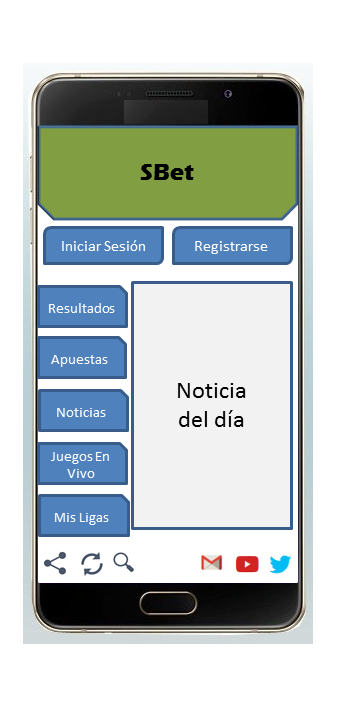 SBet
Iniciar Sesión
Registrarse
Resultados
Apuestas
Noticias
Juegos En
Vivo
Mis Ligas
Noticia
del día